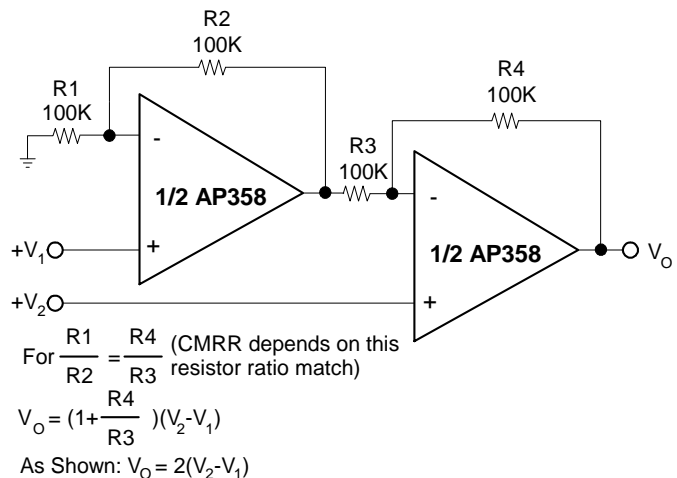 R2
100K
R1
100K
-
+
1/2 AP358
+V1
+V2
R3
100K
R4
100K
-
+
1/2 AP358
VO
For R1/R2 = R4/R3 (CMRR depends on this
resistor ratio match)
VO = (1+R4/R3 )(V2-V1)
As Shown: VO = 2(V2-V1)